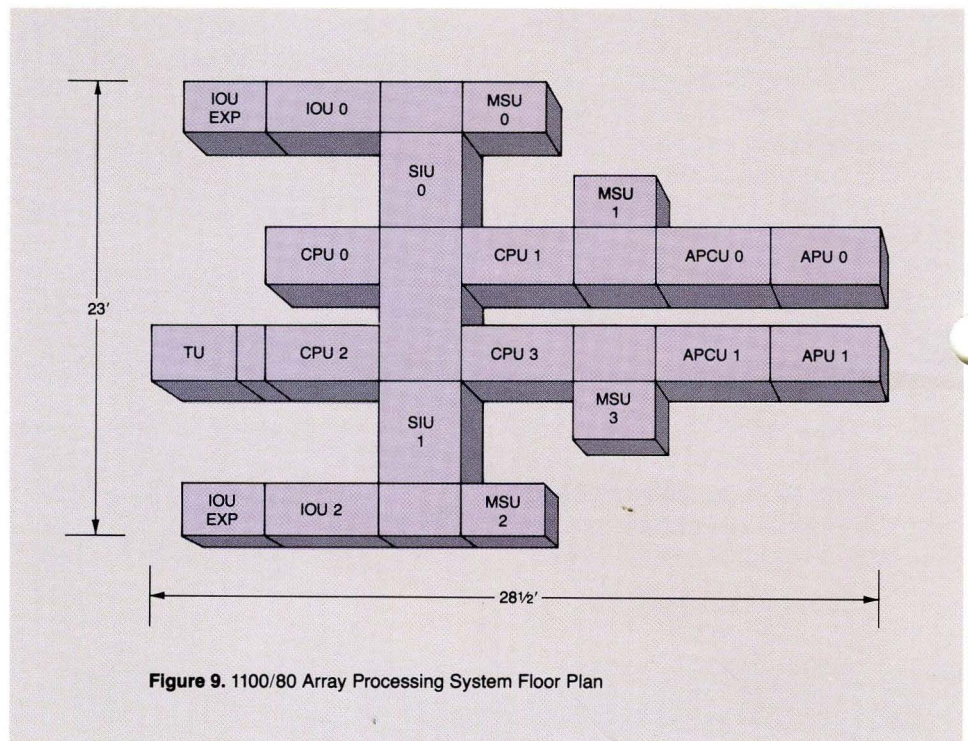 IOU
EXP
IOU 0
MSU
0
SIU
0
MSU
1
CPU 0
CPU 1
APCU 0
APU 0
23'
TU
CPU 2
CPU 3
APCU 1
APU 1
MSU
3
SIU
1
IOU
EXP
IOU 2
MSU
2
28½'
Figure 9. 1100/80 Array Processing System Floor Plan